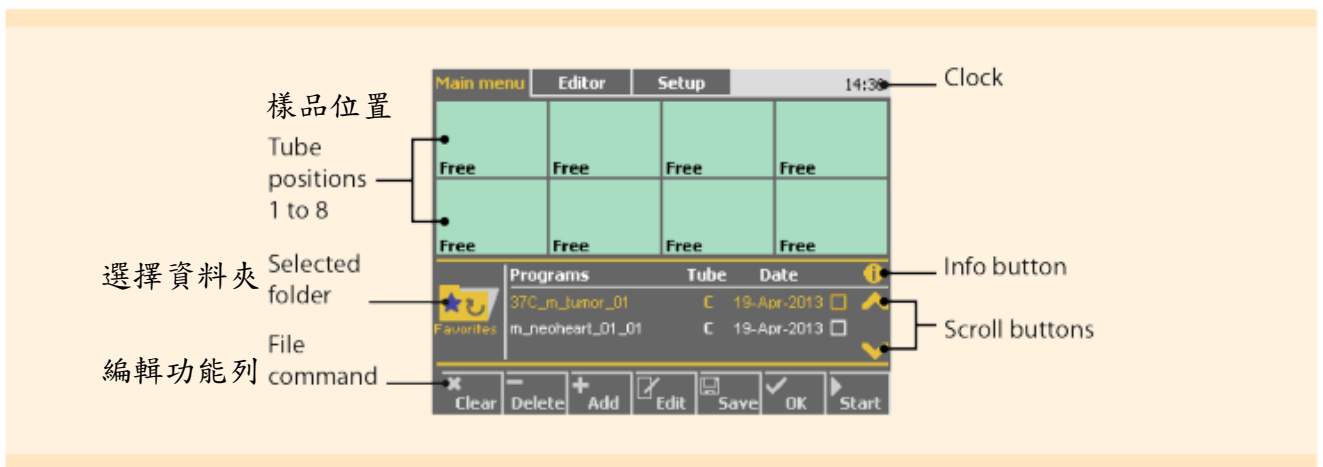 Main menu Editor Setup 14:38
Clock
樣品位置
Tube
positions
1 to 8
Free Free Free Free
Free Free Free Free
選擇資料夾
Selected
folder
Programs Tube Date
Info button
37C_m_tumor_01 C 19-Apr-2013
Favorites
m_neoheart_01_01 C 19-Apr-2013
Scroll buttons
編輯功能列
File
command
Clear Delete Add Edit Save OK Start